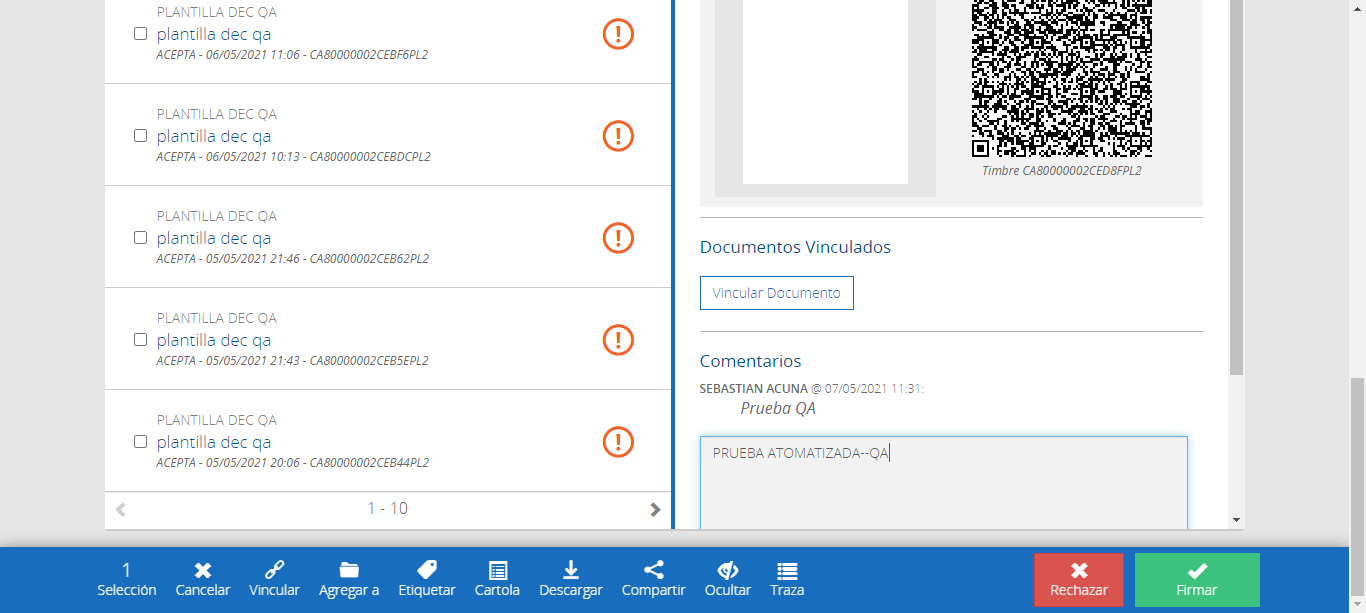 PLANTILLA DEC QA
plantilla dec qa
ACEPTA - 06/05/2021 11:06 - CA80000002CEBF6PL2
PLANTILLA DEC QA
plantilla dec qa
ACEPTA - 06/05/2021 10:13 - CA80000002CEBDCPL2
PLANTILLA DEC QA
plantilla dec qa
ACEPTA - 05/05/2021 21:46 - CA80000002CEB62PL2
PLANTILLA DEC QA
plantilla dec qa
ACEPTA - 05/05/2021 21:43 - CA80000002CEB5EPL2
PLANTILLA DEC QA
plantilla dec qa
ACEPTA - 05/05/2021 20:06 - CA80000002CEB44PL2
1 - 10
Timbre CA80000002CED8FPL2
Documentos Vinculados
Vincular Documento
Comentarios
SEBASTIAN ACUNA @ 07/05/2021 11:31:
Prueba QA
PRUEBA ATOMATIZADA--QA
1
Selección
Cancelar
Vincular
Agregar a
Etiquetar
Cartola
Descargar
Compartir
Ocultar
Traza
Rechazar
Firmar